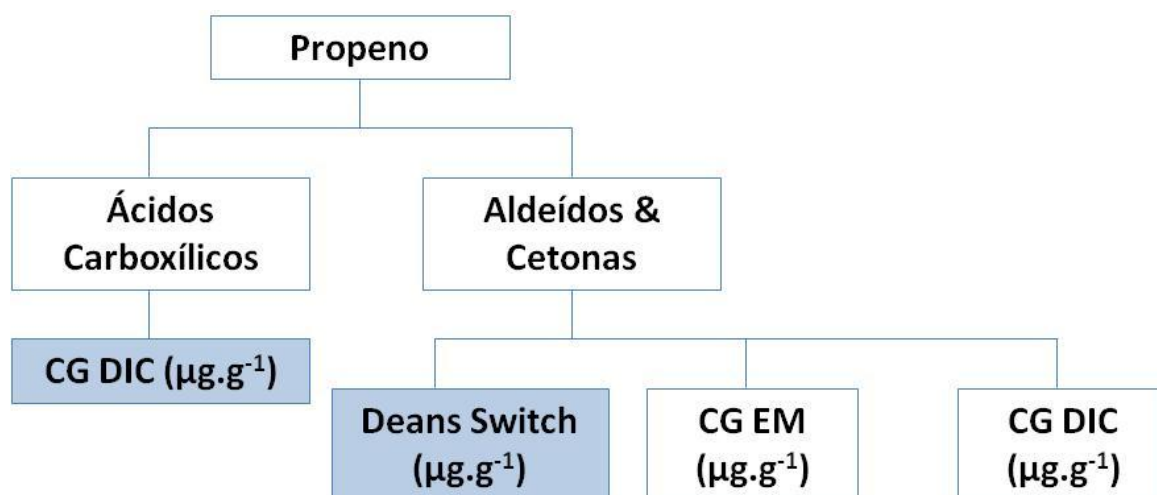 Propeno
Ácidos
Carboxílicos
Aldeídos &
Cetonas
CG DIC (µg.g⁻¹)
Deans Switch
(µg.g⁻¹)
CG EM
(µg.g⁻¹)
CG DIC
(µg.g⁻¹)